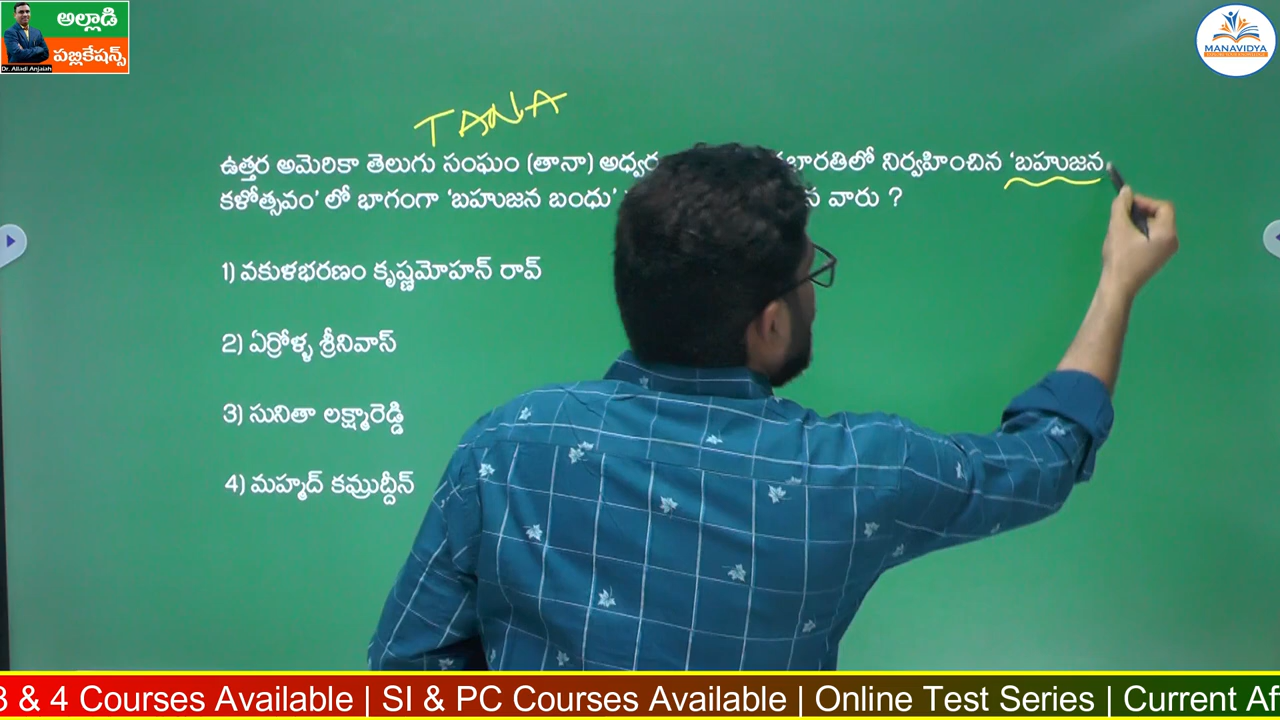 అల్లాడి
పబ్లికేషన్స్
Dr. Alladi Anjaiah
MANAVIDYA
TANA
ఉత్తర అమెరికా తెలుగు సంఘం (తానా) భారతిలో నిర్వహించిన ‘బహుజన
కళోత్సవం’ లో భాగంగా ‘బహుజన బంధు’ వారు ?
1) వకుళభరణం కృష్ణమోహన్ రావ్
2) ఏర్రోళ్ళ శ్రీనివాస్
3) సునితా లక్ష్మారెడ్డి
4) మహ్మద్ కమ్రుద్దీన్
3 & 4 Courses Available | SI & PC Courses Available | Online Test Series | Current Af